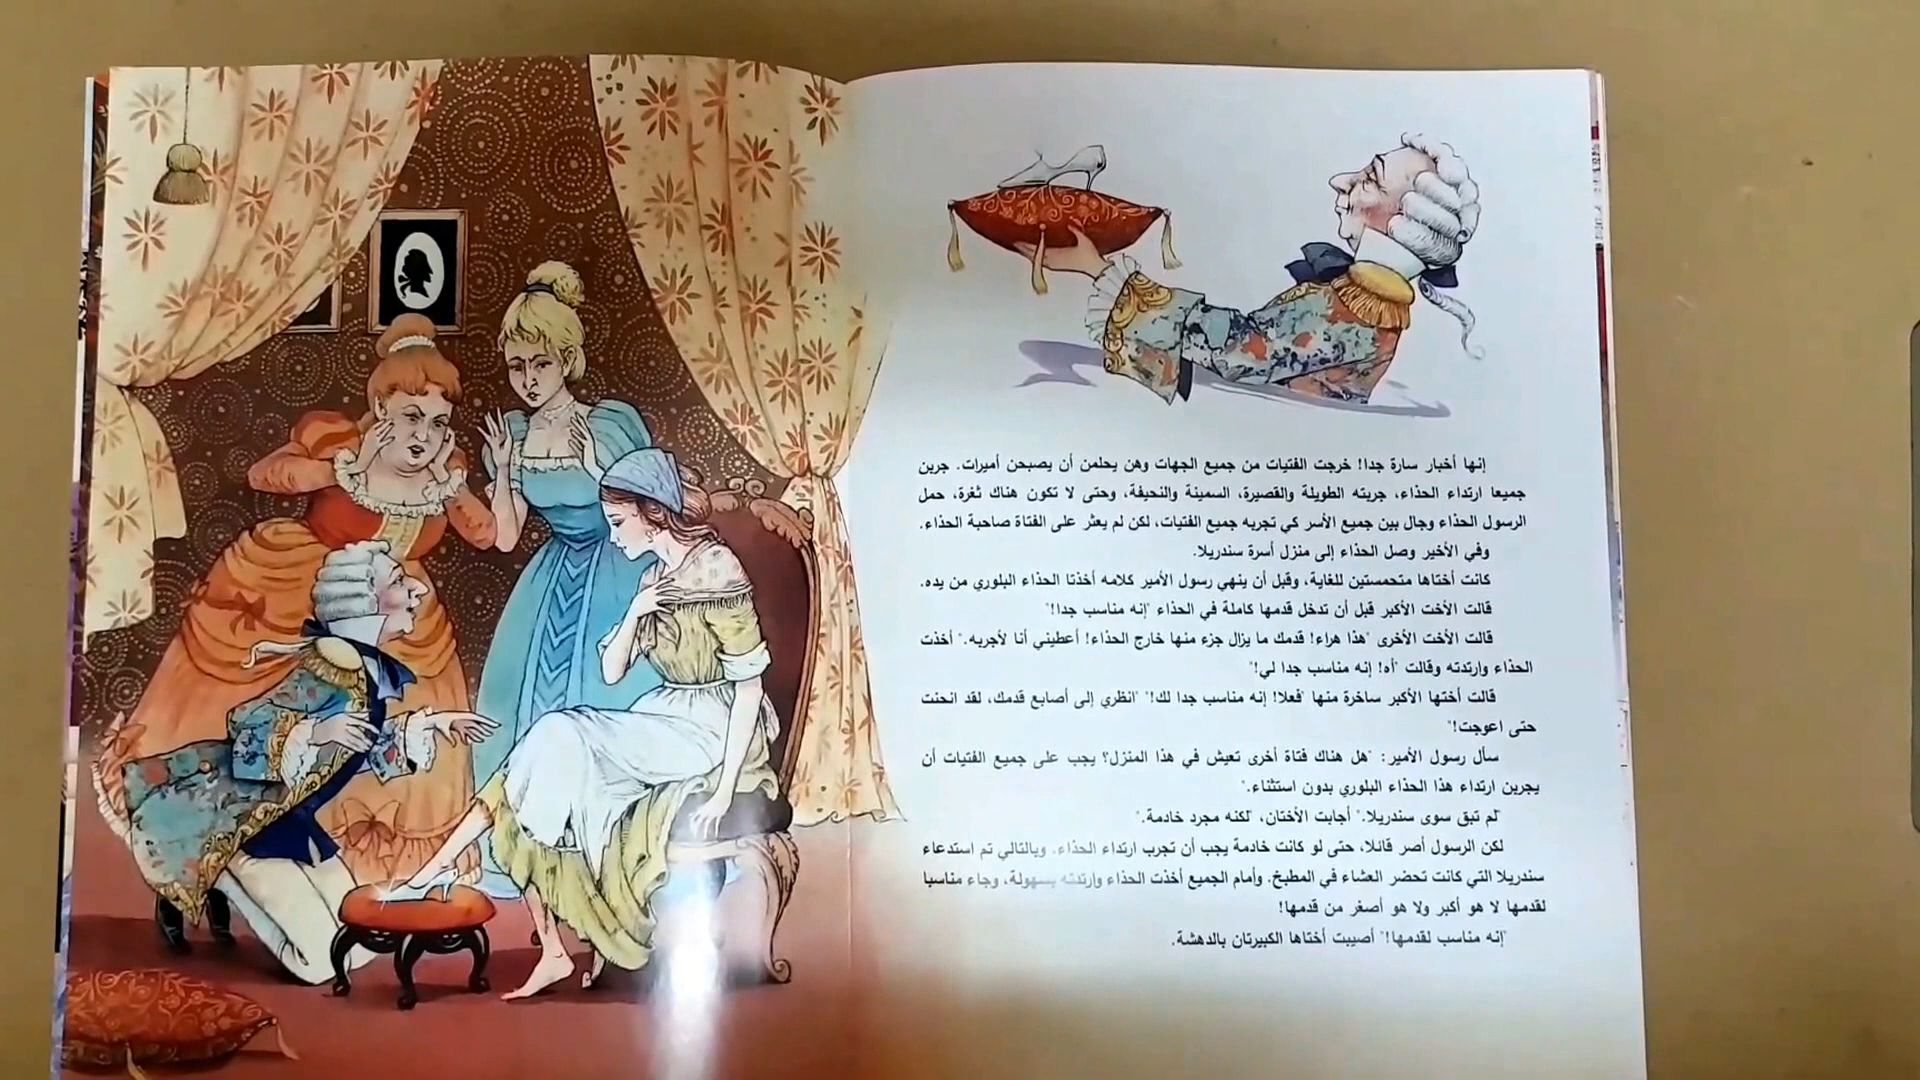 إنها أخبار سارة جدا! خرجت الفتيات من جميع الجهات وهن يحلمن أن يصبحن أميرات. جربن
جميعا ارتداء الحذاء، جربته الطويلة والقصيرة، السمينة والنحيفة، وحتى لا تكون هناك ثغرة، حمل
الرسول الحذاء وجال بين جميع الأسر كي تجربه جميع الفتيات، لكن لم يعثر على الفتاة صاحبة الحذاء.
وفي الأخير وصل الحذاء إلى منزل أسرة سندريلا.
كانت أختاها متحمستين للغاية، وقبل أن ينهي رسول الأمير كلامه أخذتا الحذاء البلوري من يده.
قالت الأخت الأكبر قبل أن تدخل قدمها كاملة في الحذاء "إنه مناسب جدا!"
قالت الأخت الأخرى "هذا هراء! قدمك ما يزال جزء منها خارج الحذاء! أعطيني أنا لأجربه." أخذت
الحذاء وارتدته وقالت "أه! إنه مناسب جدا لي!"
قالت أختها الأكبر ساخرة منها "فعلا! إنه مناسب جدا لك!" "انظري إلى أصابع قدمك، لقد انحنت
حتى اعوجت!"
سأل رسول الأمير: "هل هناك فتاة أخرى تعيش في هذا المنزل؟ يجب على جميع الفتيات أن
يجربن ارتداء هذا الحذاء البلوري بدون استثناء."
"لم تبق سوى سندريلا." أجابت الأختان، "لكنه مجرد خادمة."
لكن الرسول أصر قائلا، حتى لو كانت خادمة يجب أن تجرب ارتداء الحذاء. وبالتالي تم استدعاء
سندريلا التي كانت تحضر العشاء في المطبخ. وأمام الجميع أخذت الحذاء وارتدته بسهولة، وجاء مناسبا
لقدمها لا هو أكبر ولا هو أصغر من قدمها!
"إنه مناسب لقدمها!" أصيبت أختاها الكبيرتان بالدهشة.